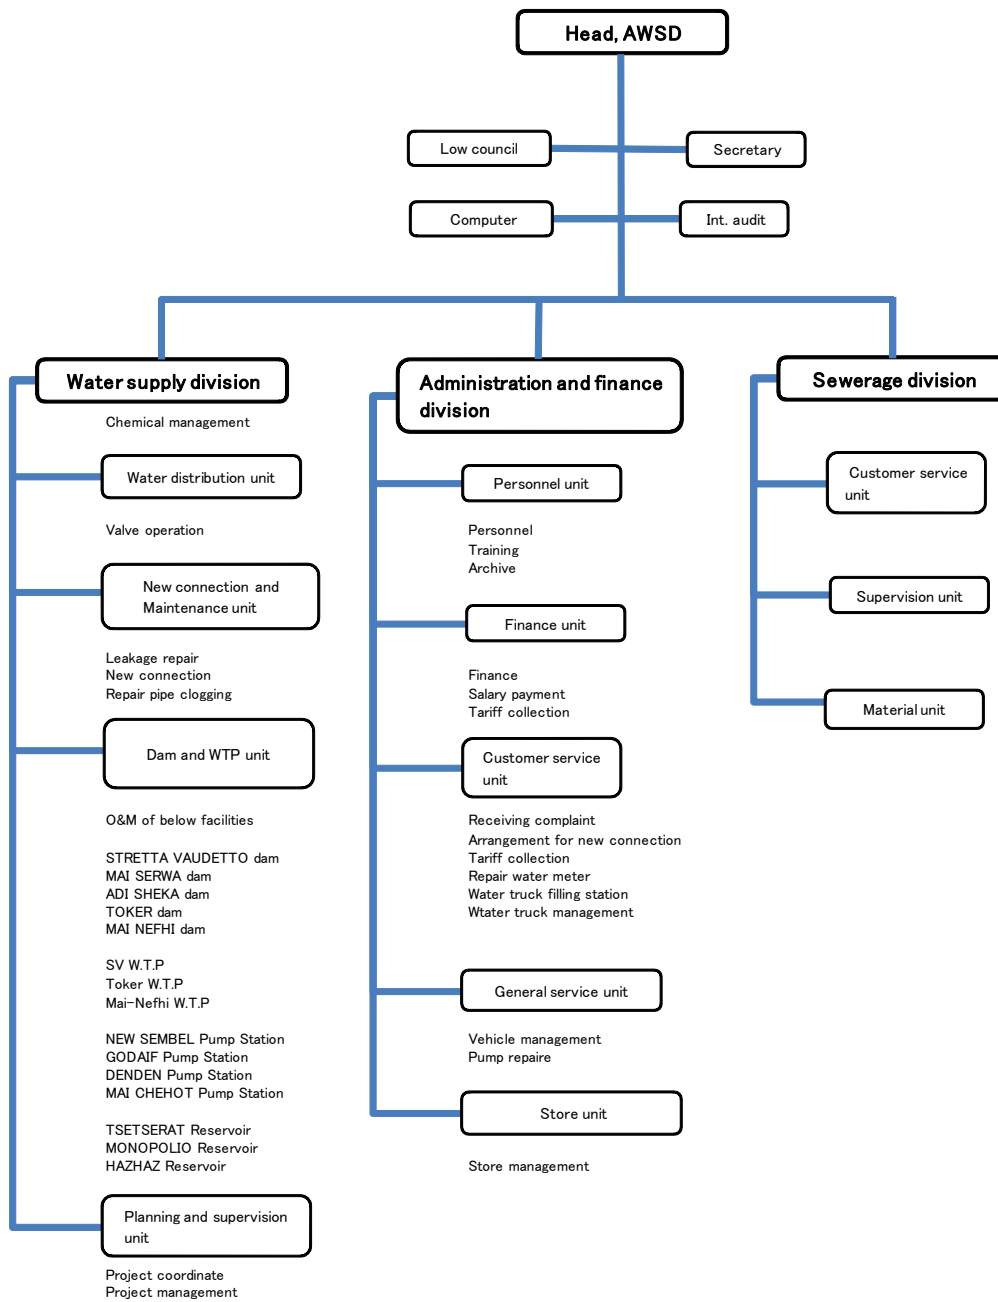 Head, AWSD
Low council
Secretary
Computer
Int. audit
Water supply division
Chemical management
Water distribution unit
Valve operation
New connection and
Maintenance unit
Leakage repair
New connection
Repair pipe clogging
Dam and WTP unit
O&M of below facilities
STRETTA VAUDETTO dam
MAI SERWA dam
ADI SHEKA dam
TOKER dam
MAI NEFHI dam
SV W.T.P
Toker W.T.P
Mai-Nefhi W.T.P
NEW SEMBEL Pump Station
GODAIF Pump Station
DENDEN Pump Station
MAI CHEHOT Pump Station
TSETSERAT Reservoir
MONOPOLIO Reservoir
HAZHAZ Reservoir
Planning and supervision
unit
Project coordinate
Project management
Administration and finance
division
Personnel unit
Personnel
Training
Archive
Finance unit
Finance
Salary payment
Tariff collection
Customer service
unit
Receiving complaint
Arrangement for new connection
Tariff collection
Repair water meter
Water truck filling station
Wtater truck management
General service unit
Vehicle management
Pump repaire
Store unit
Store management
Sewerage division
Customer service
unit
Supervision unit
Material unit